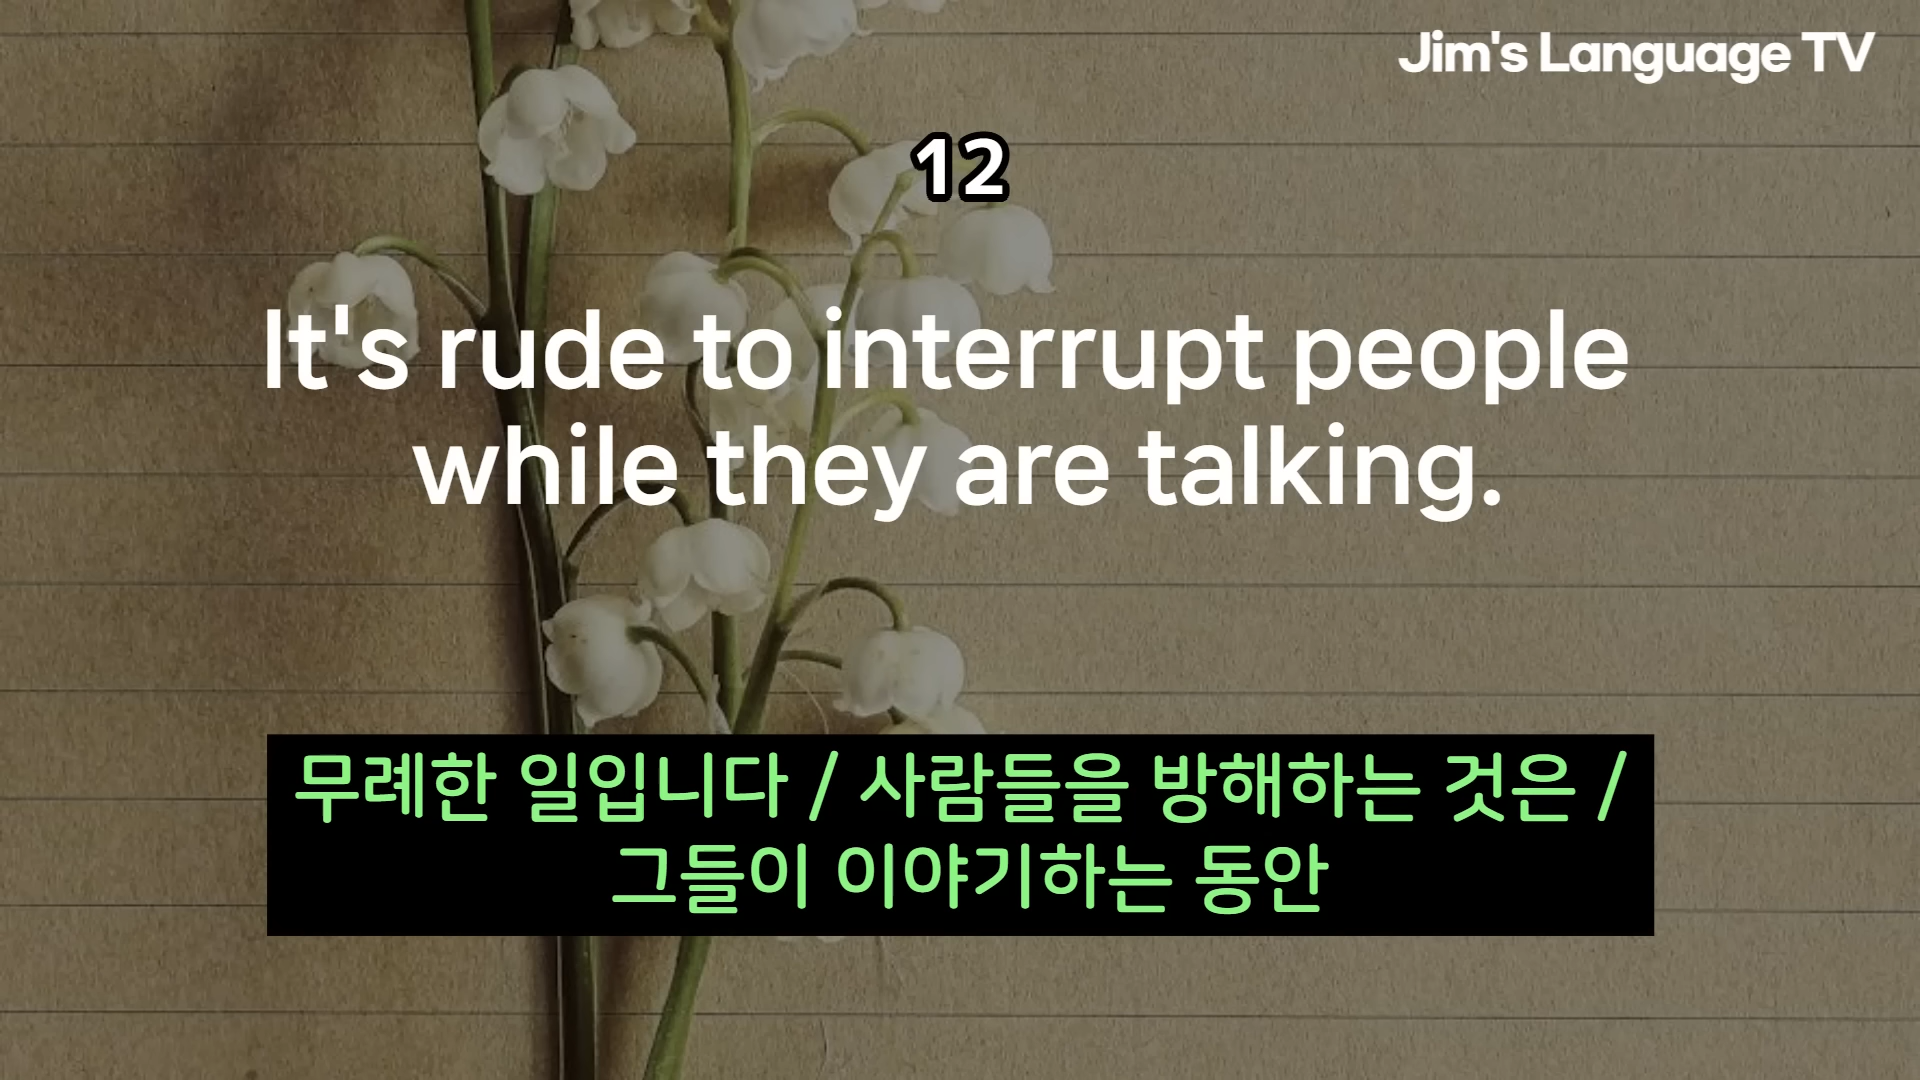 Jim's Language TV
12
It's rude to interrupt people
while they are talking.
무례한 일입니다 / 사람들을 방해하는 것은 /
그들이 이야기하는 동안